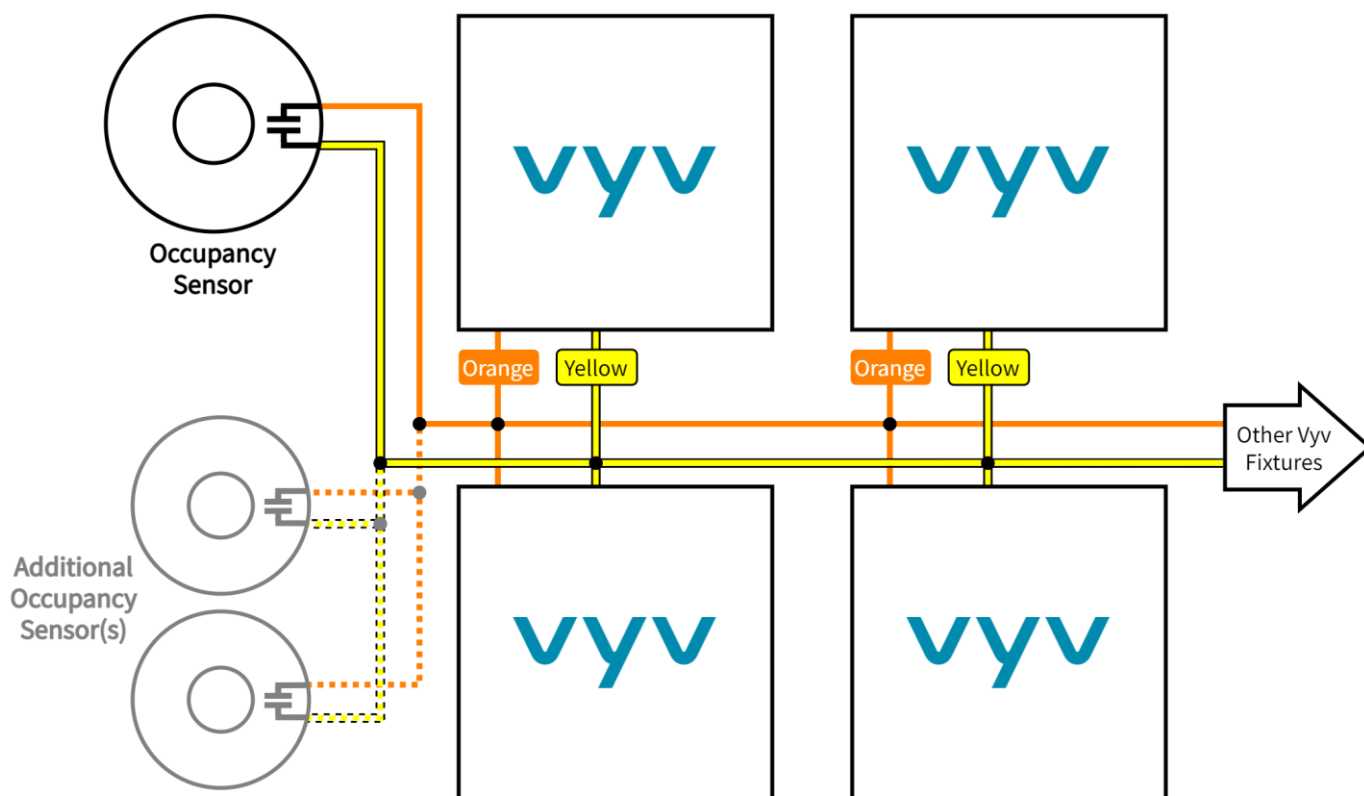 vyv
vyv
Occupancy
Sensor
Orange
Yellow
Orange
Yellow
Other Vyv
Fixtures
Additional
Occupancy
Sensor(s)
vyv
vyv